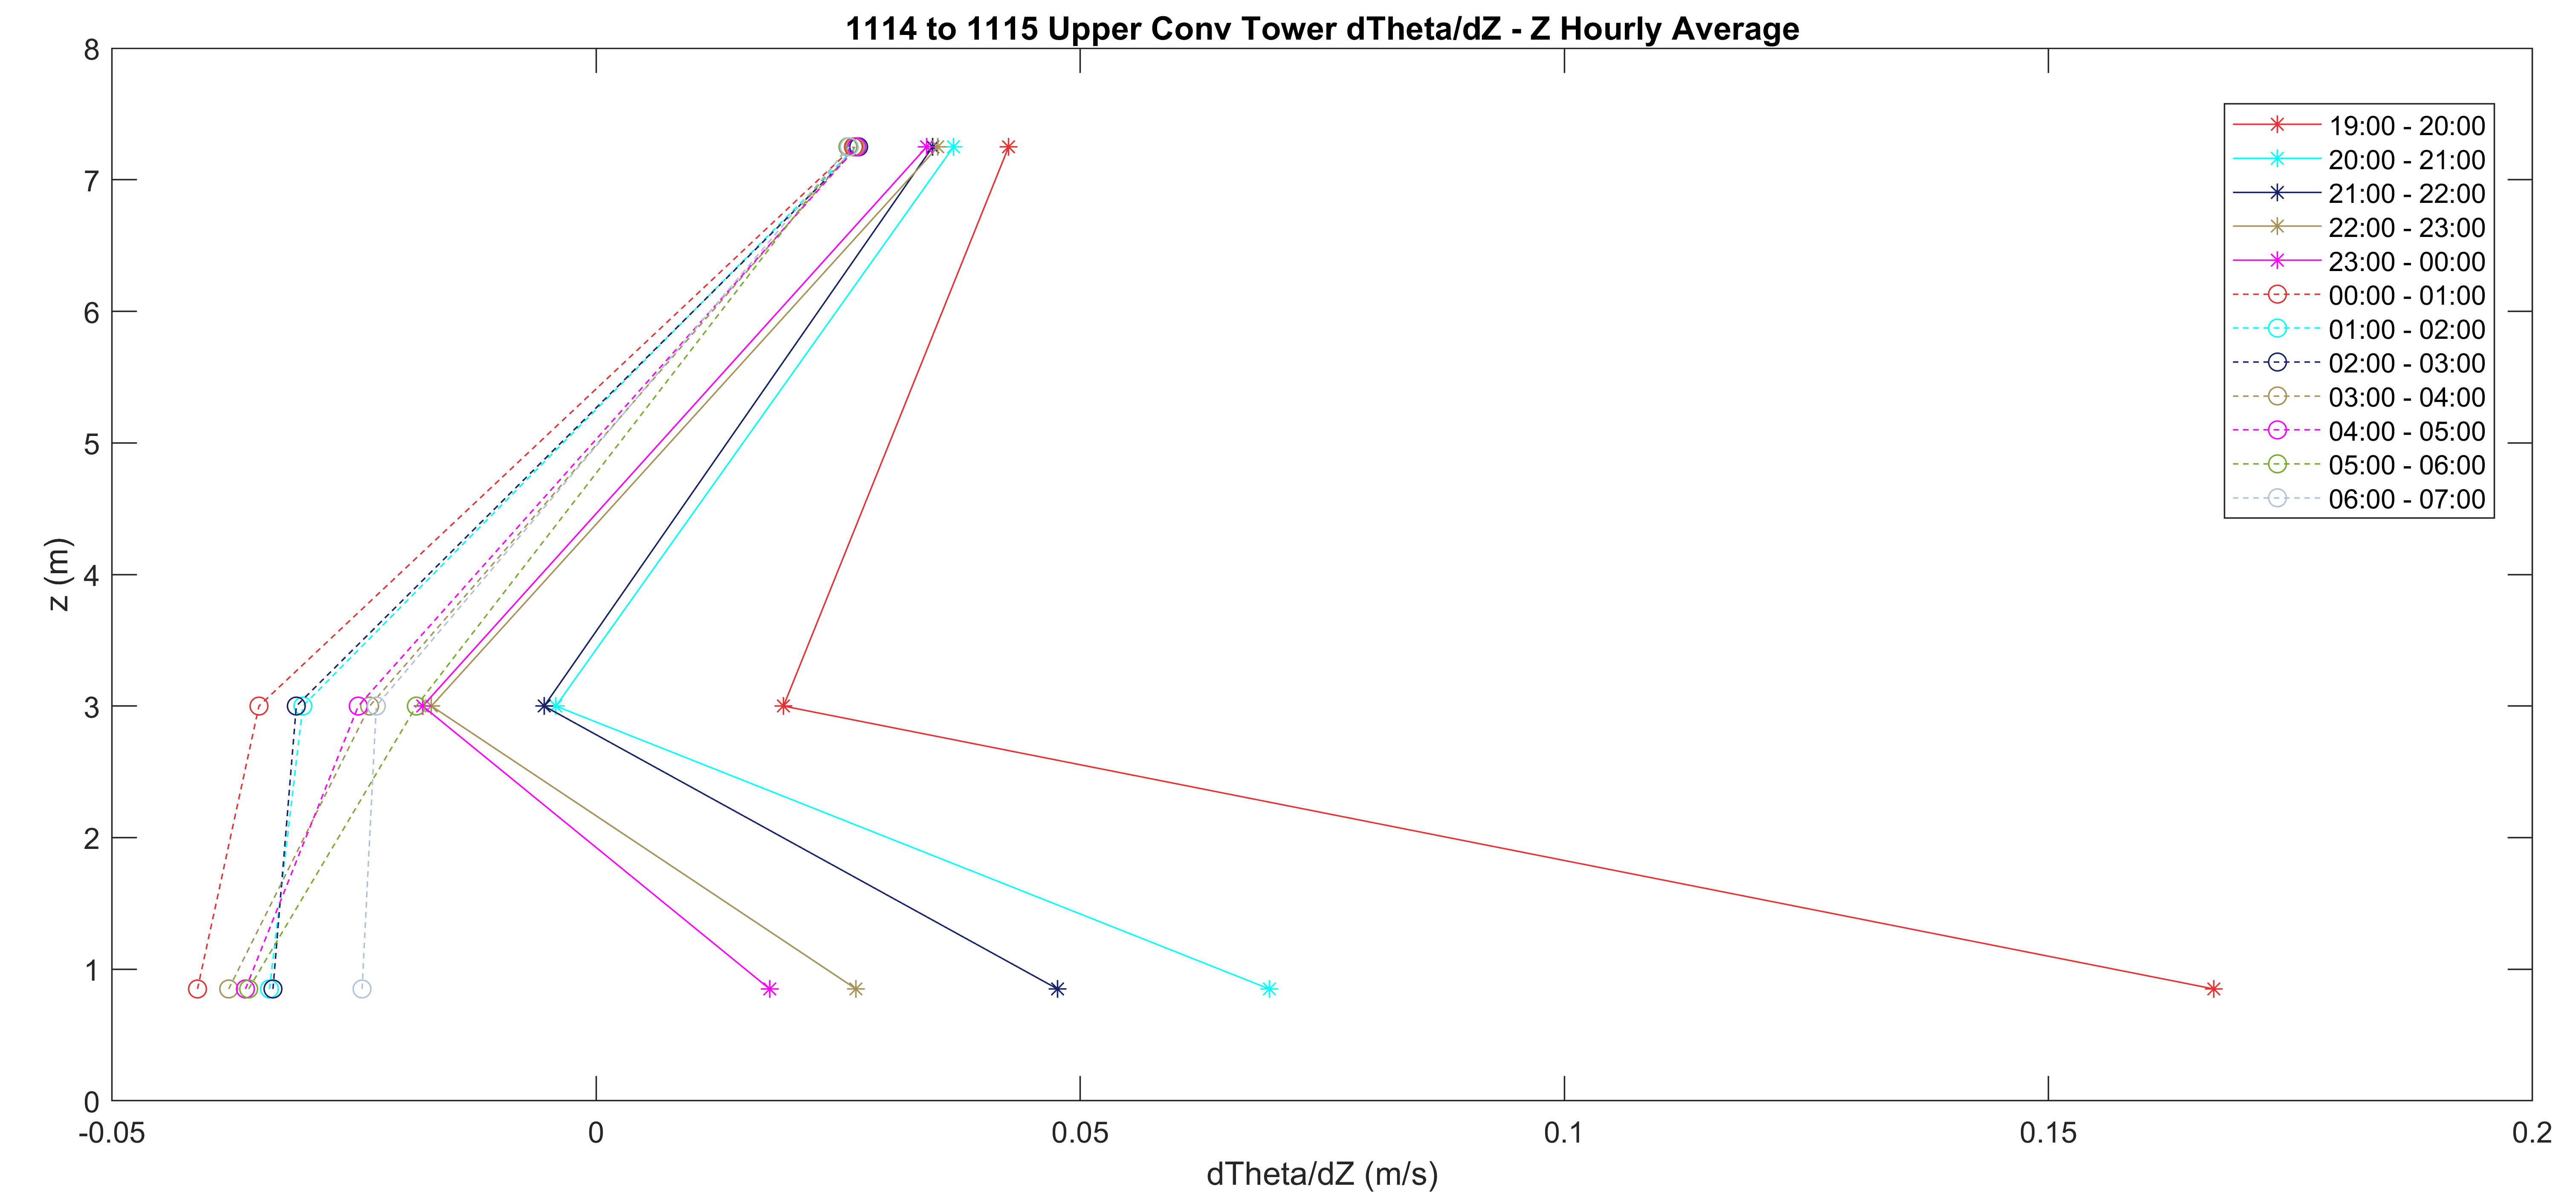 1114 to 1115 Upper Conv Tower dTheta/dZ - Z Hourly Average
8
7
6
5
4
3
2
1
0
z (m)
-0.05
0
0.05
0.1
0.15
0.2
dTheta/dZ (m/s)
19:00 - 20:00
20:00 - 21:00
21:00 - 22:00
22:00 - 23:00
23:00 - 00:00
00:00 - 01:00
01:00 - 02:00
02:00 - 03:00
03:00 - 04:00
04:00 - 05:00
05:00 - 06:00
06:00 - 07:00